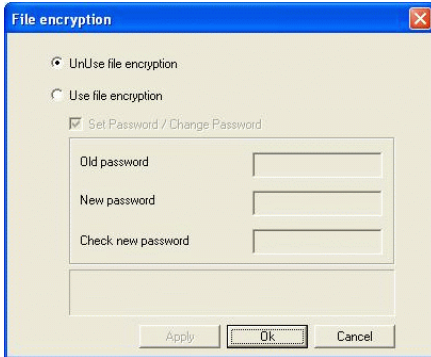 File encryption
UnUse file encryption
Use file encryption
Set Password / Change Password
Old password
New password
Check new password
Apply Ok Cancel